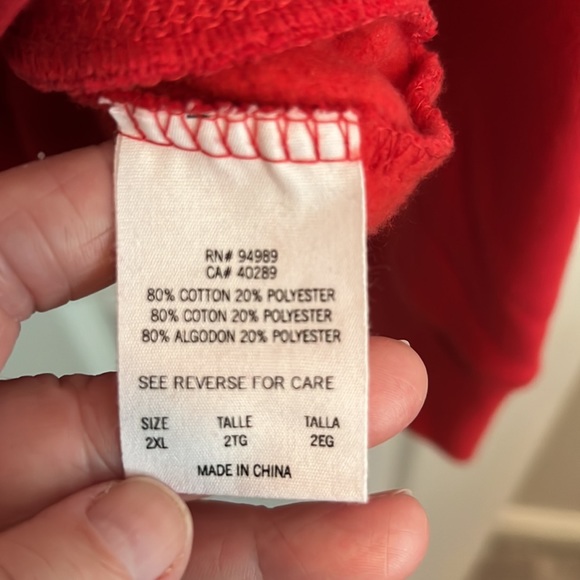 RN# 94989
CA# 40289
80% COTTON 20% POLYESTER
80% COTON 20% POLYESTER
80% ALGODON 20% POLYESTER
SEE REVERSE FOR CARE
SIZE TALLE TALLA
2XL 2TG 2EG
MADE IN CHINA